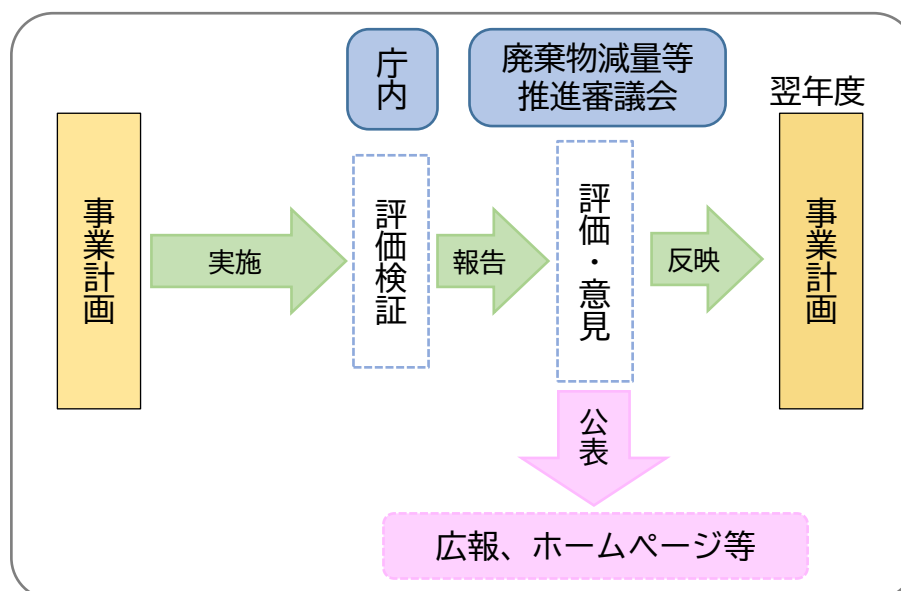 庁内
廃棄物減量等
推進審議会
翌年度
事業計画
実施
評価検証
報告
評価・意見
反映
事業計画
公表
広報、ホームページ等